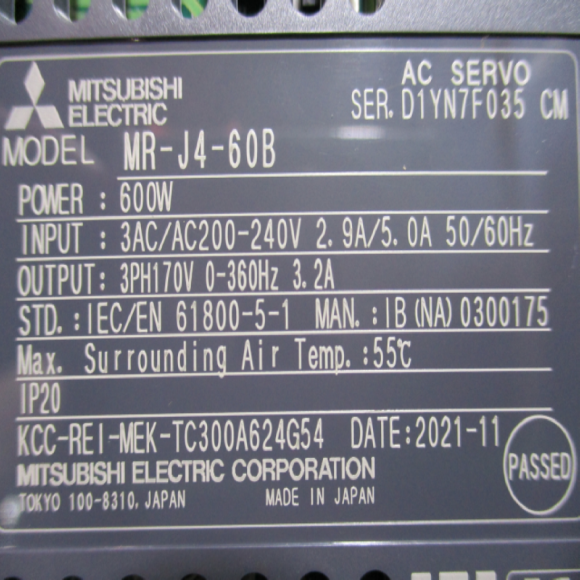 MITSUBISHI
ELECTRIC
AC SERVO
SER. D1YN7F035 CM
MODEL MR-J4-60B
POWER : 600W
INPUT : 3AC/AC200-240V 2.9A/5.0A 50/60Hz
OUTPUT: 3PH170V 0-360Hz 3.2A
STD. : IEC/EN 61800-5-1 MAN. : IB (NA) 0300175
Max. Surrounding Air Temp. :55℃
IP20
KCC-REI-MEK-TC300A624G54 DATE:2021-11
MITSUBISHI ELECTRIC CORPORATION
TOKYO 100-8310, JAPAN MADE IN JAPAN
PASSED